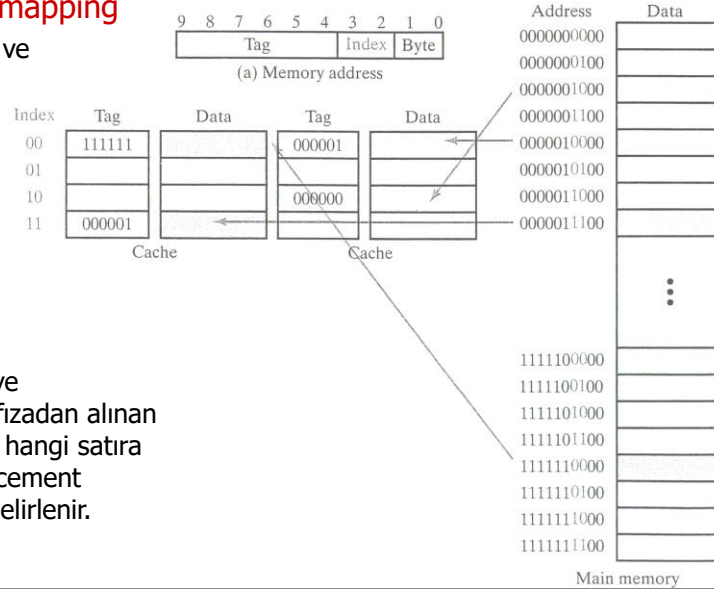 mapping
ve
9 8 7 6 5 4 3 2 1 0
Tag Index Byte
(a) Memory address
Index Tag Data Tag Data
00 111111 000001
01
10 000000
11 000001
Cache Cache
ve
fızadan alınan
hangi satıra
cement
elirlenir.
Address Data
0000000000
0000000100
0000001000
0000001100
0000010000
0000010100
0000011000
0000011100
1111100000
1111100100
1111101000
1111101100
1111110000
1111110100
1111111000
1111111100
Main memory